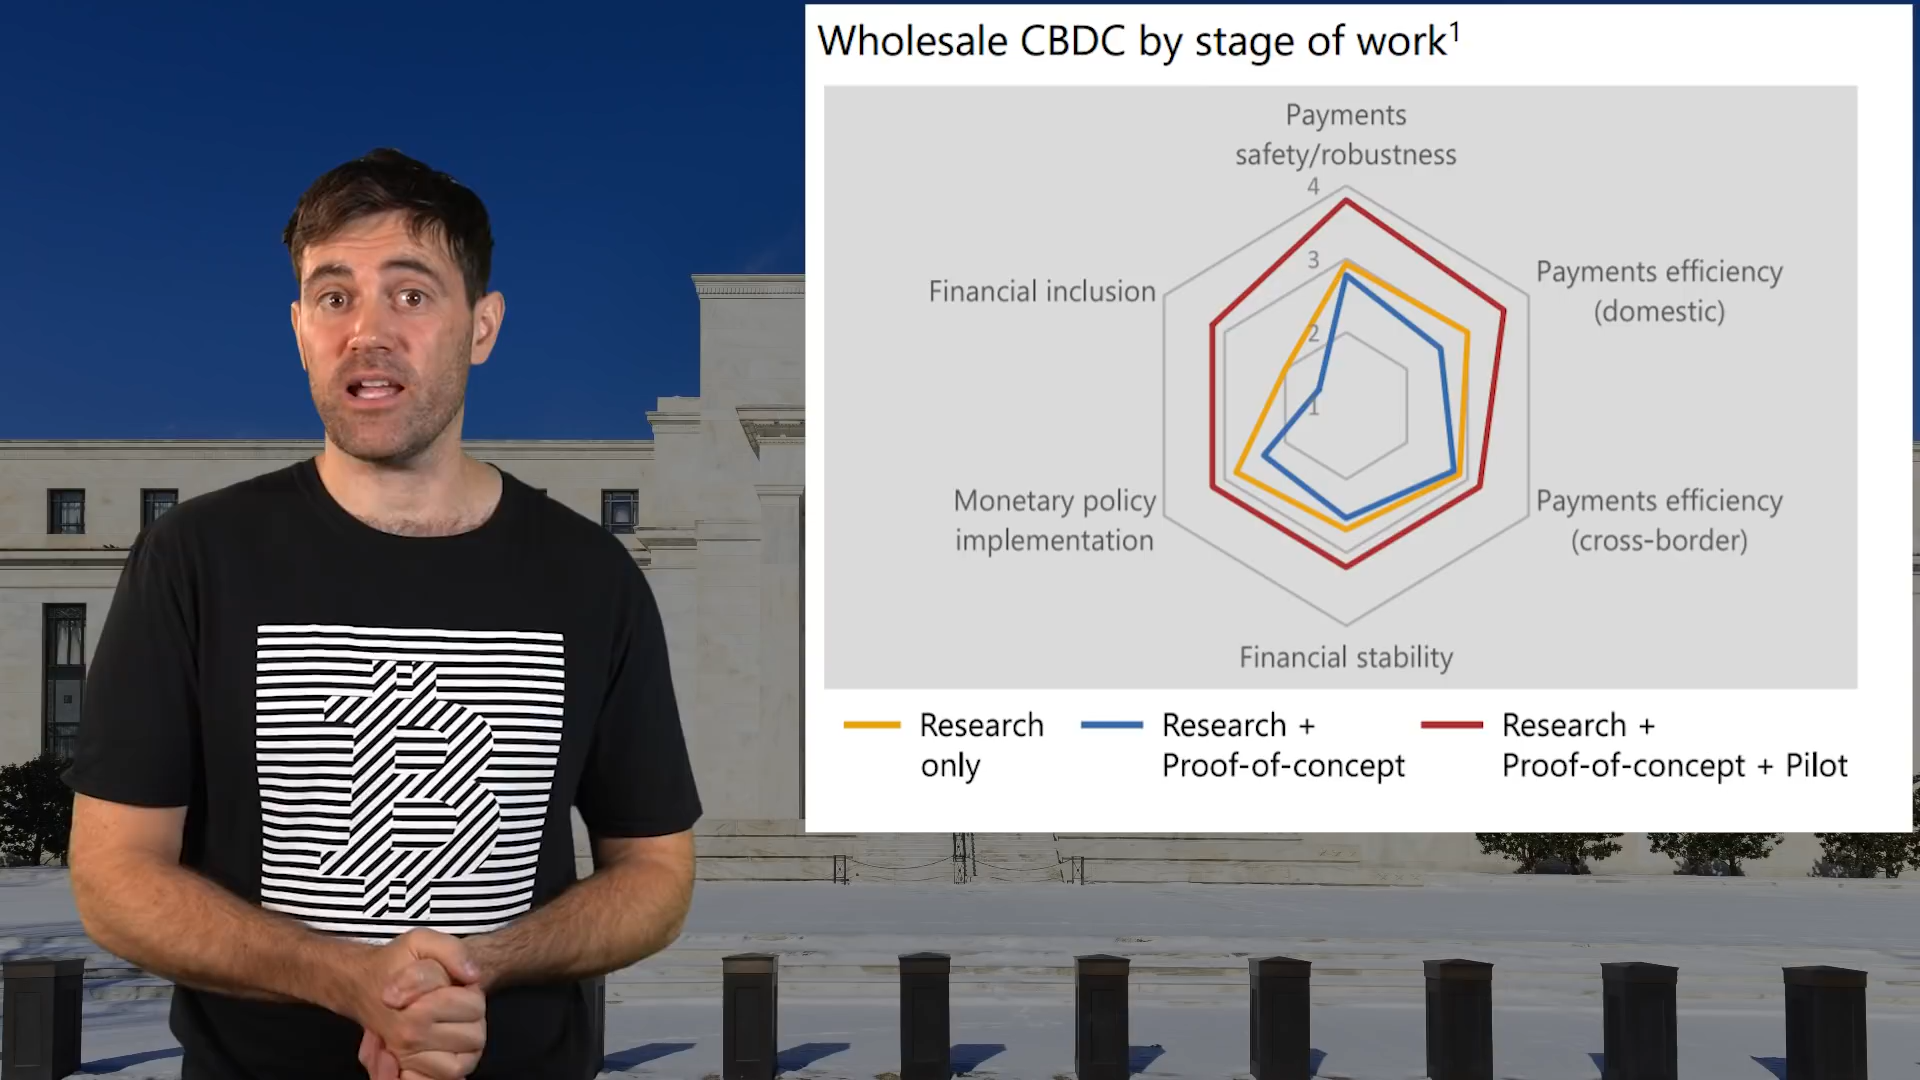 Wholesale CBDC by stage of work¹
Payments
safety/robustness
4
3
2
1
Payments efficiency
(domestic)
Financial inclusion
Payments efficiency
(cross-border)
Monetary policy
implementation
Financial stability
Research
only
Research +
Proof-of-concept
Research +
Proof-of-concept + Pilot
B